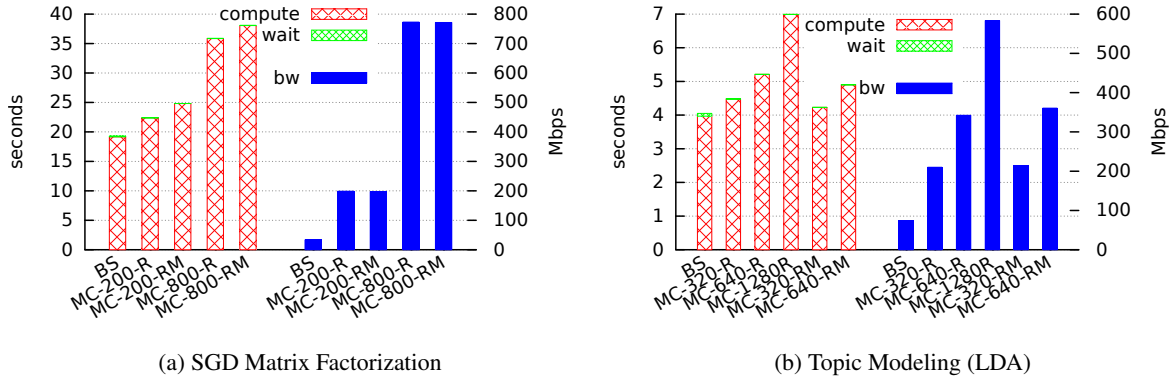 compute
wait
bw
seconds
40
35
30
25
20
15
10
5
0
Mbps
800
700
600
500
400
300
200
100
0
BS
MC-200-R
MC-200-RM
MC-800-R
MC-800-RM
BS
MC-200-R
MC-200-RM
MC-800-R
MC-800-RM
(a) SGD Matrix Factorization
compute
wait
bw
seconds
7
6
5
4
3
2
1
0
Mbps
600
500
400
300
200
100
0
BS
MC-320-R
MC-640-R
MC-1280R
MC-320-RM
MC-640-RM
BS
MC-320-R
MC-640-R
MC-1280R
MC-320-RM
MC-640-RM
(b) Topic Modeling (LDA)